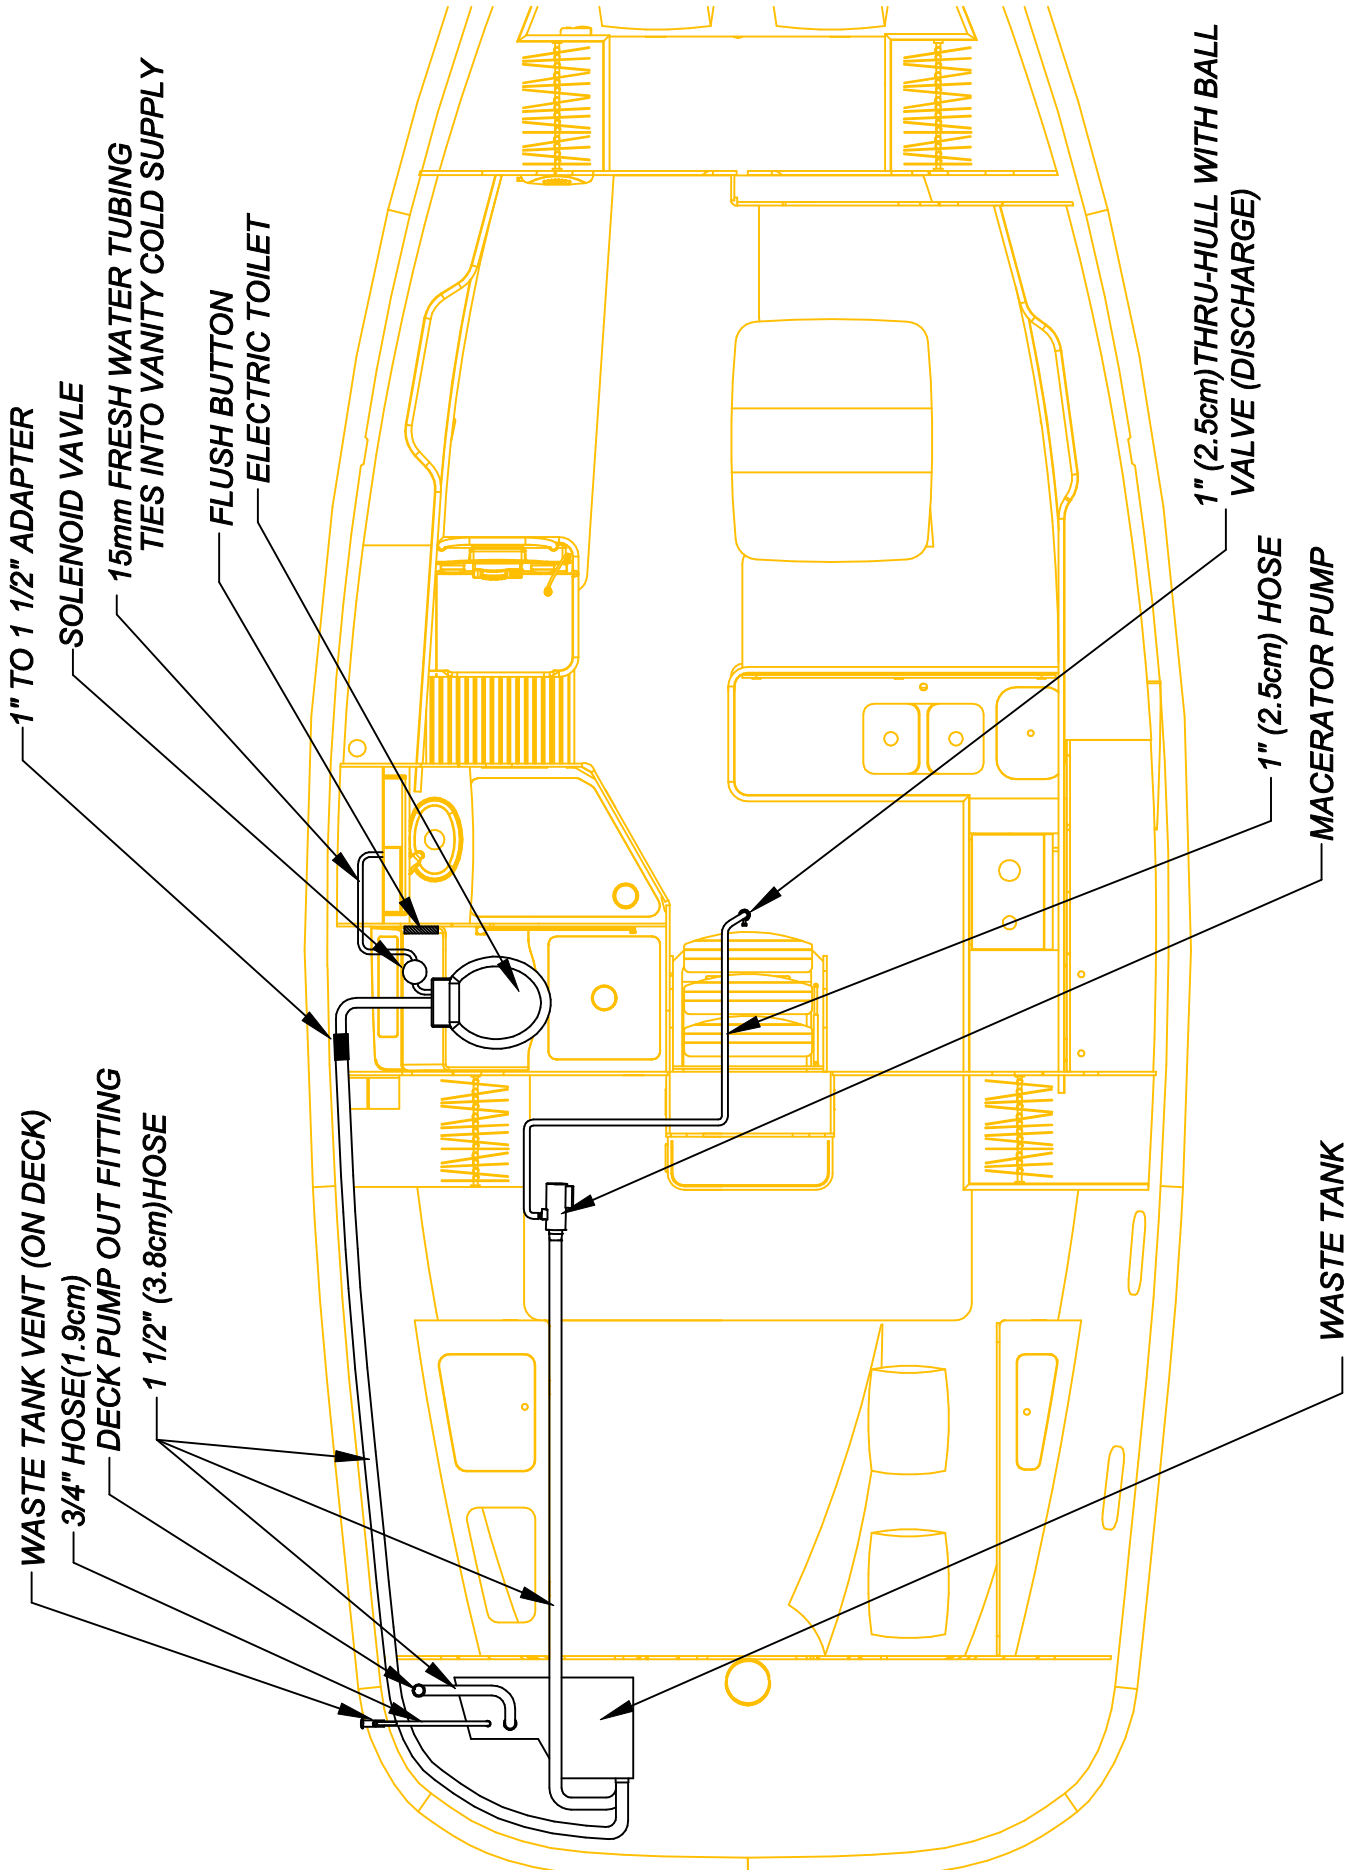 1" TO 1 1/2" ADAPTER
SOLENOID VAVLE
15mm FRESH WATER TUBING
TIES INTO VANITY COLD SUPPLY
FLUSH BUTTON
ELECTRIC TOILET
WASTE TANK VENT (ON DECK)
3/4" HOSE(1.9cm)
DECK PUMP OUT FITTING
1 1/2" (3.8cm)HOSE
1" (2.5cm)THRU-HULL WITH BALL
VALVE (DISCHARGE)
1" (2.5cm) HOSE
MACERATOR PUMP
WASTE TANK